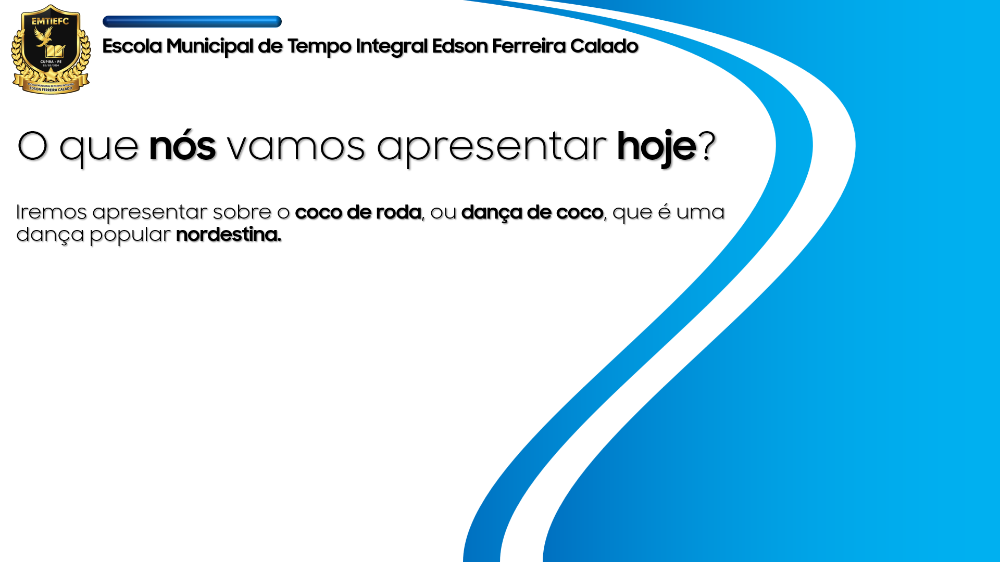 EMTIEFC
CUPIRA - PE
02 / 02 / 2024
ESCOLA MUNICIPAL DE TEMPO INTEGRAL
EDSON FERREIRA CALADO
Escola Municipal de Tempo Integral Edson Ferreira Calado
O que nós vamos apresentar hoje?
Iremos apresentar sobre o coco de roda, ou dança de coco, que é uma
dança popular nordestina.